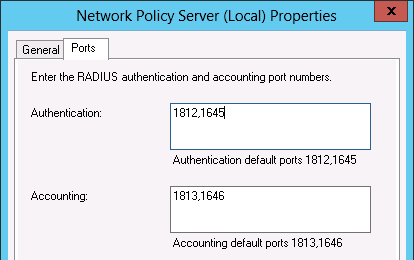 Network Policy Server (Local) Properties
x
General Ports
Enter the RADIUS authentication and accounting port numbers.
Authentication: 1812,1645
Authentication default ports 1812,1645
Accounting: 1813,1646
Accounting default ports 1813,1646